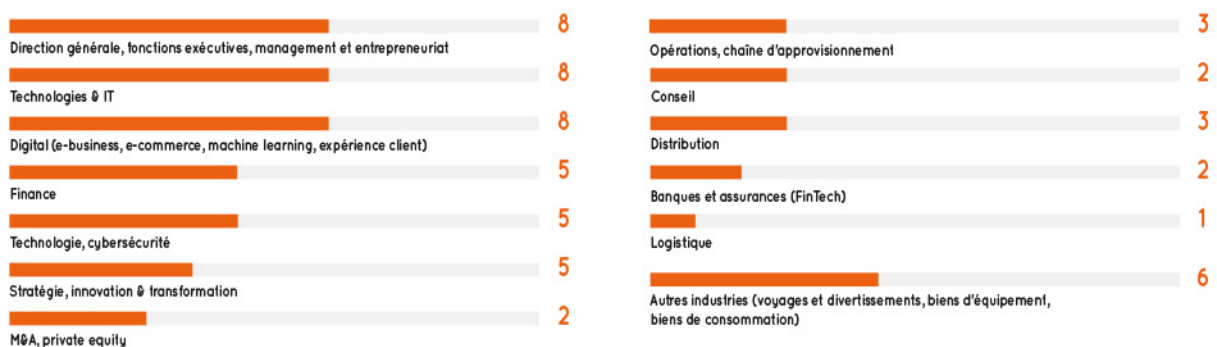 8
Direction générale, fonctions exécutives, management et entrepreneuriat
8
Technologies & IT
8
Digital (e-business, e-commerce, machine learning, expérience client)
5
Finance
5
Technologie, cybersécurité
5
Stratégie, innovation & transformation
2
M&A, private equity
3
Opérations, chaîne d'approvisionnement
2
Conseil
3
Distribution
2
Banques et assurances (FinTech)
1
Logistique
6
Autres industries (voyages et divertissements, biens d'équipement,
biens de consommation)